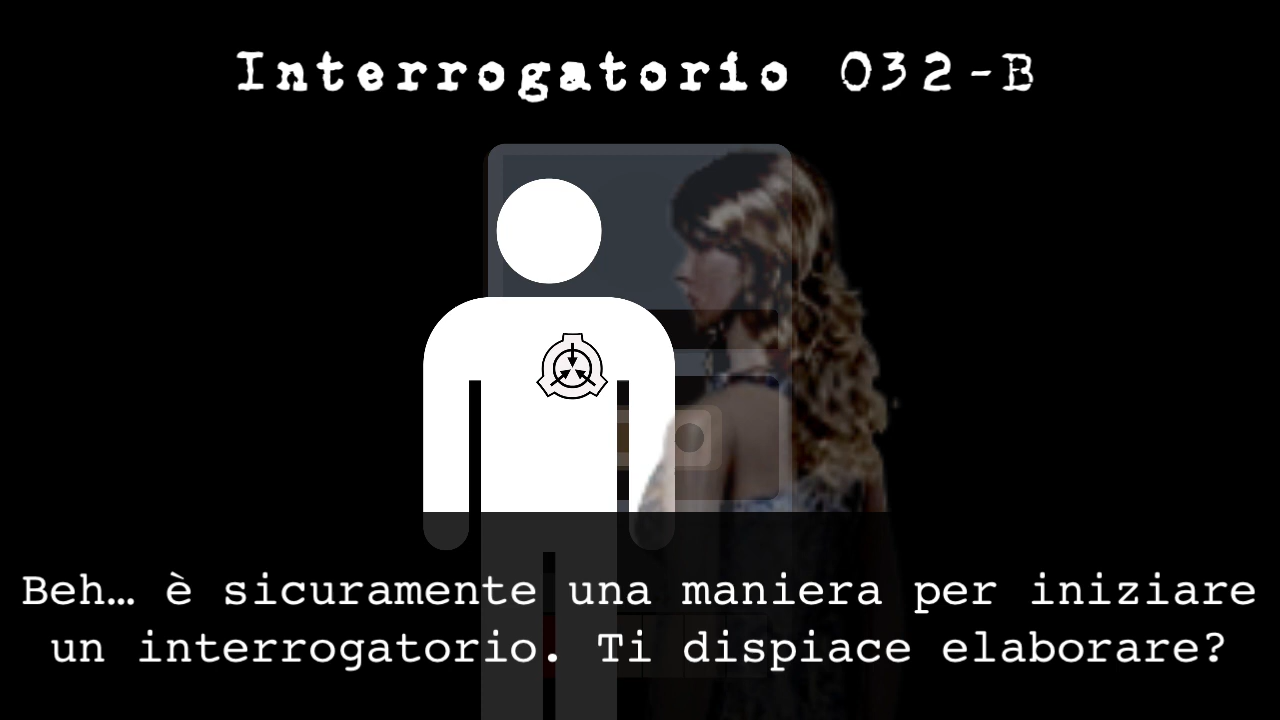 Interrogatorio 032-B
Beh… è sicuramente una maniera per iniziare
un interrogatorio. Ti dispiace elaborare?